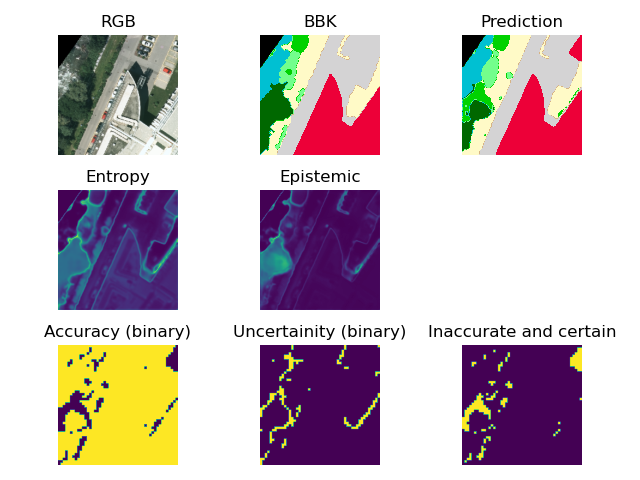 RGB
BBK
Prediction
Entropy
Epistemic
Accuracy (binary)
Uncertainity (binary)
Inaccurate and certain